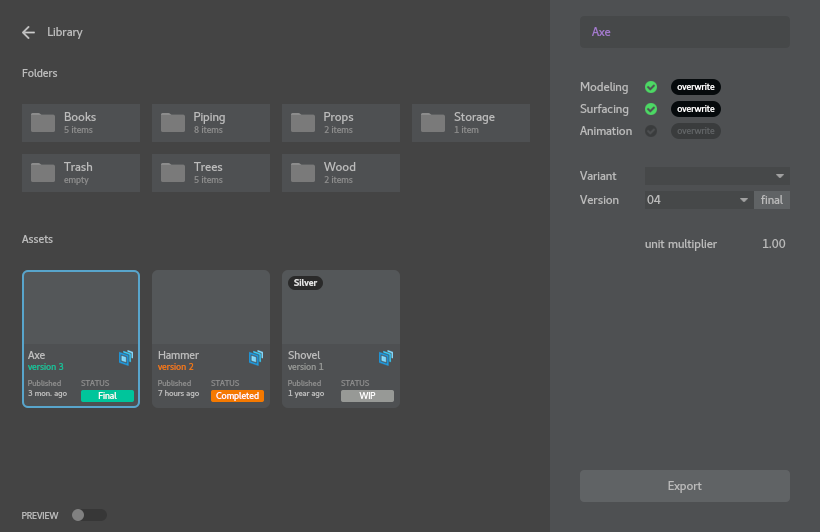 Library
Folders
Books
5 items
Piping
8 items
Props
2 items
Storage
1 item
Trash
empty
Trees
5 items
Wood
2 items
Assets
Axe
version 3
Published
3 mon. ago
STATUS
Final
Hammer
version 2
Published
7 hours ago
STATUS
Completed
Silver
Shovel
version 1
Published
1 year ago
STATUS
WIP
PREVIEW
Axe
Modeling overwrite
Surfacing overwrite
Animation overwrite
Variant
Version 04 final
unit multiplier 1.00
Export